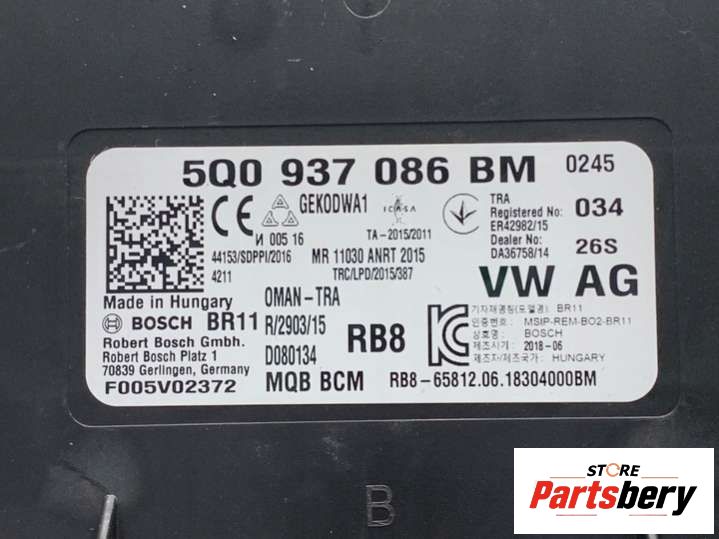 5Q0 937 086 BM 0245
CE GEKODWA1 ICASA TRA
Registered No: 034
ER42982/15
И 005 16 TA-2015/2011 Dealer No: 26S
DA36758/14
44153/SDPPI/2016 MR 11030 ANRT 2015
4211 TRC/LPD/2015/387 VW AG
Made in Hungary OMAN-TRA
BOSCH BR11 R/2903/15 RB8
Robert Bosch Gmbh. D080134
Robert Bosch Platz 1
70839 Gerlingen, Germany
F005V02372 MQB BCM
기자재명칭(모델명): BR11
인증번호: MSIP-REM-BO2-BR11
상호명: BOSCH
제조시기: 2018-06
제조자/제조국가: HUNGARY
RB8-65812.06.18304000BM
B
STORE
Partsbery